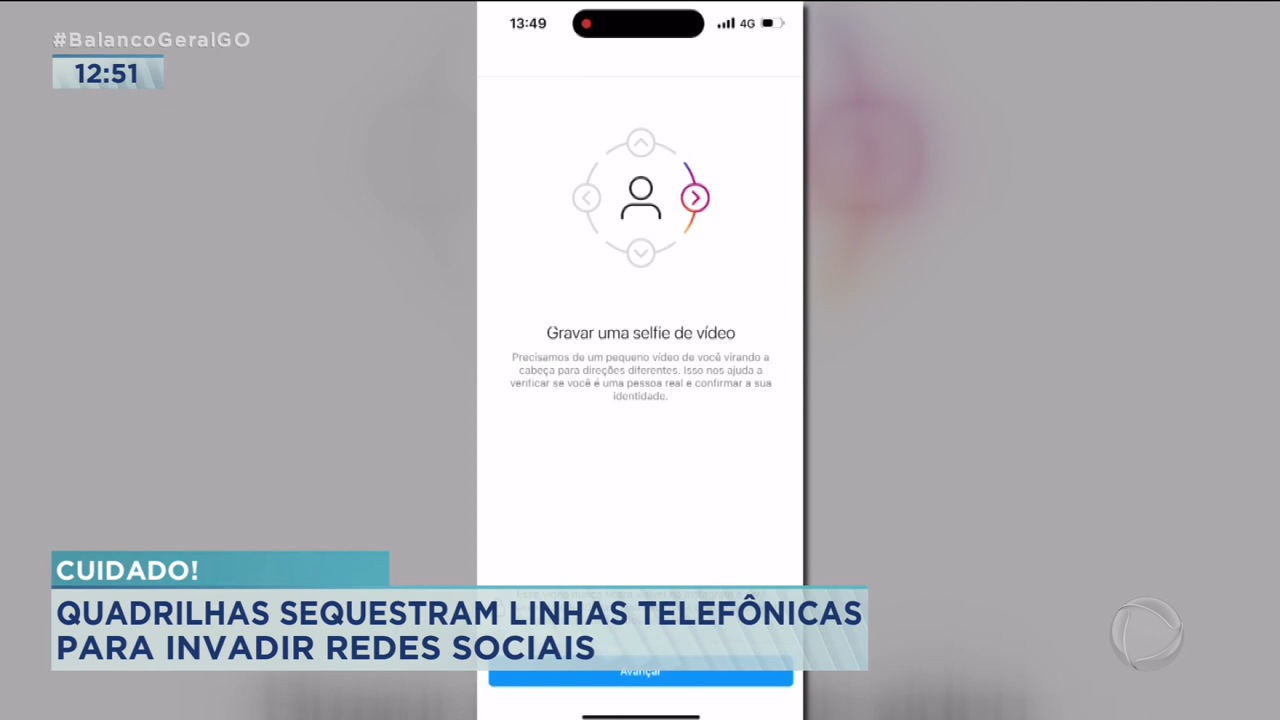 #BalancoGeralGO
12:51
13:49
4G
Gravar uma selfie de vídeo
Precisamos de um pequeno vídeo de você virando a
cabeça para direções diferentes. Isso nos ajuda a
verificar se você é uma pessoa real e confirmar a sua
identidade.
CUIDADO!
QUADRILHAS SEQUESTRAM LINHAS TELEFÔNICAS
PARA INVADIR REDES SOCIAIS
Avançar